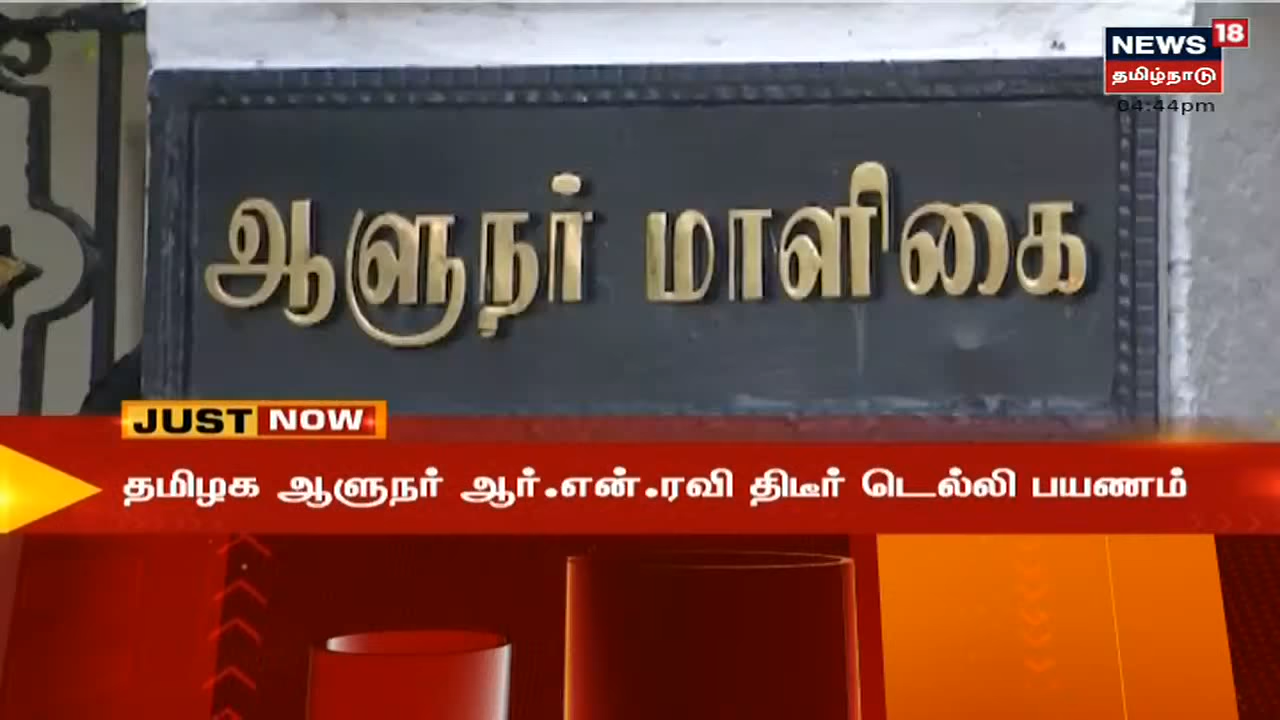 NEWS 18
தமிழ்நாடு
04:44pm
ஆளுநர் மாளிகை
JUST NOW
தமிழக ஆளுநர் ஆர்.என்.ரவி திடீர் டெல்லி பயணம்